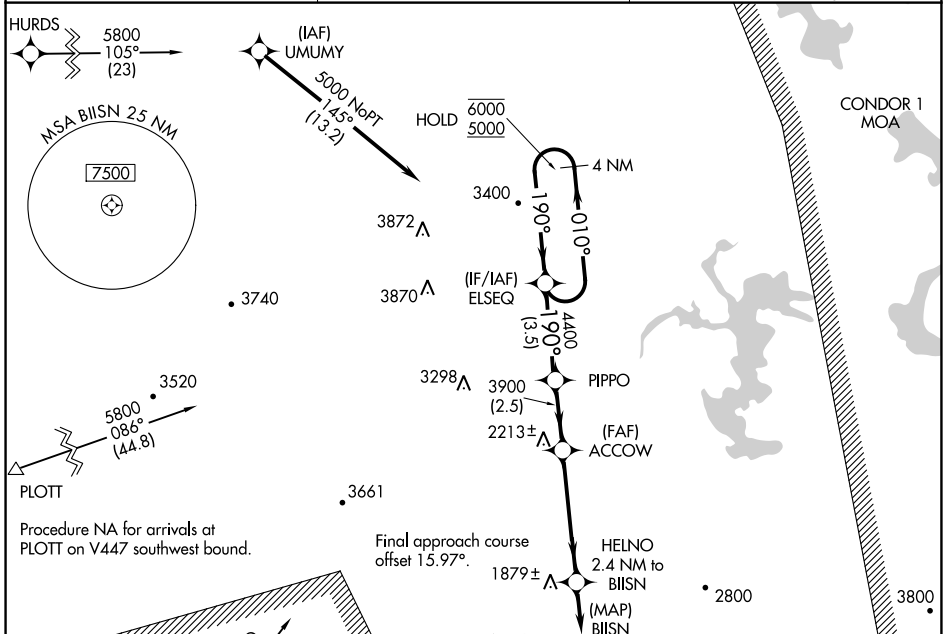 HURDS
5800
105°
(23)
(IAF)
UMUMY
5000 NoPT
145°
(13.2)
MSA BIISN 25 NM
7500
HOLD
6000
5000
4 NM
CONDOR 1
MOA
3400
190°
010°
3872
(IF/IAF)
ELSEQ
3870
3740
4400
190°
(3.5)
3298
PIPPO
3900
(2.5)
3520
5800
086°
(44.8)
2213±
(FAF)
ACCOW
PLOTT
3661
Procedure NA for arrivals at
PLOTT on V447 southwest bound.
Final approach course
offset 15.97°.
HELNO
2.4 NM to
BIISN
1879±
2800
3800
(MAP)
BIISN